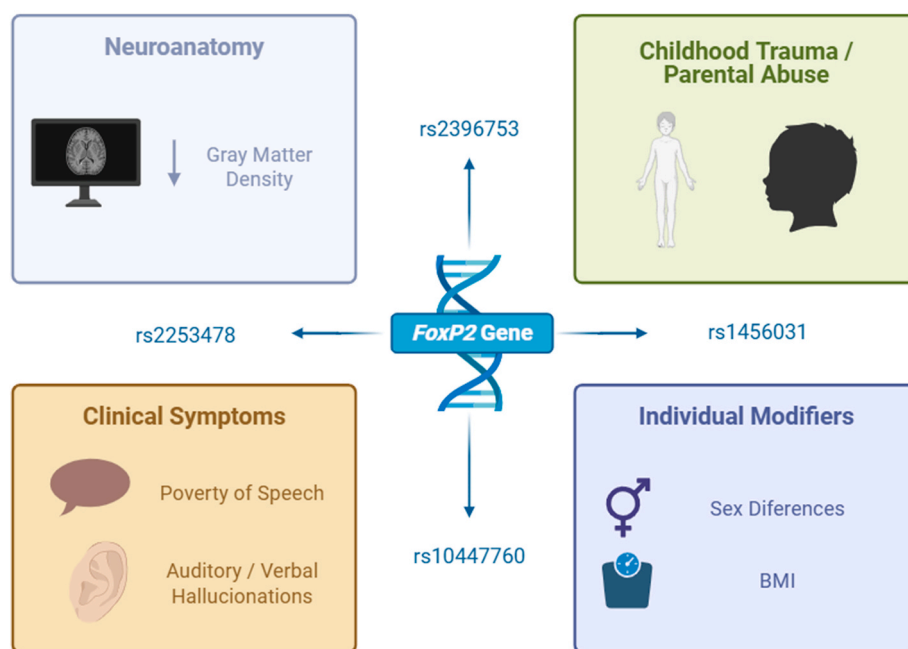 Neuroanatomy
Gray Matter
Density
Childhood Trauma /
Parental Abuse
rs2396753
rs2253478
FoxP2 Gene
rs1456031
rs10447760
Clinical Symptoms
Poverty of Speech
Auditory / Verbal
Hallucionations
Individual Modifiers
Sex Diferences
BMI